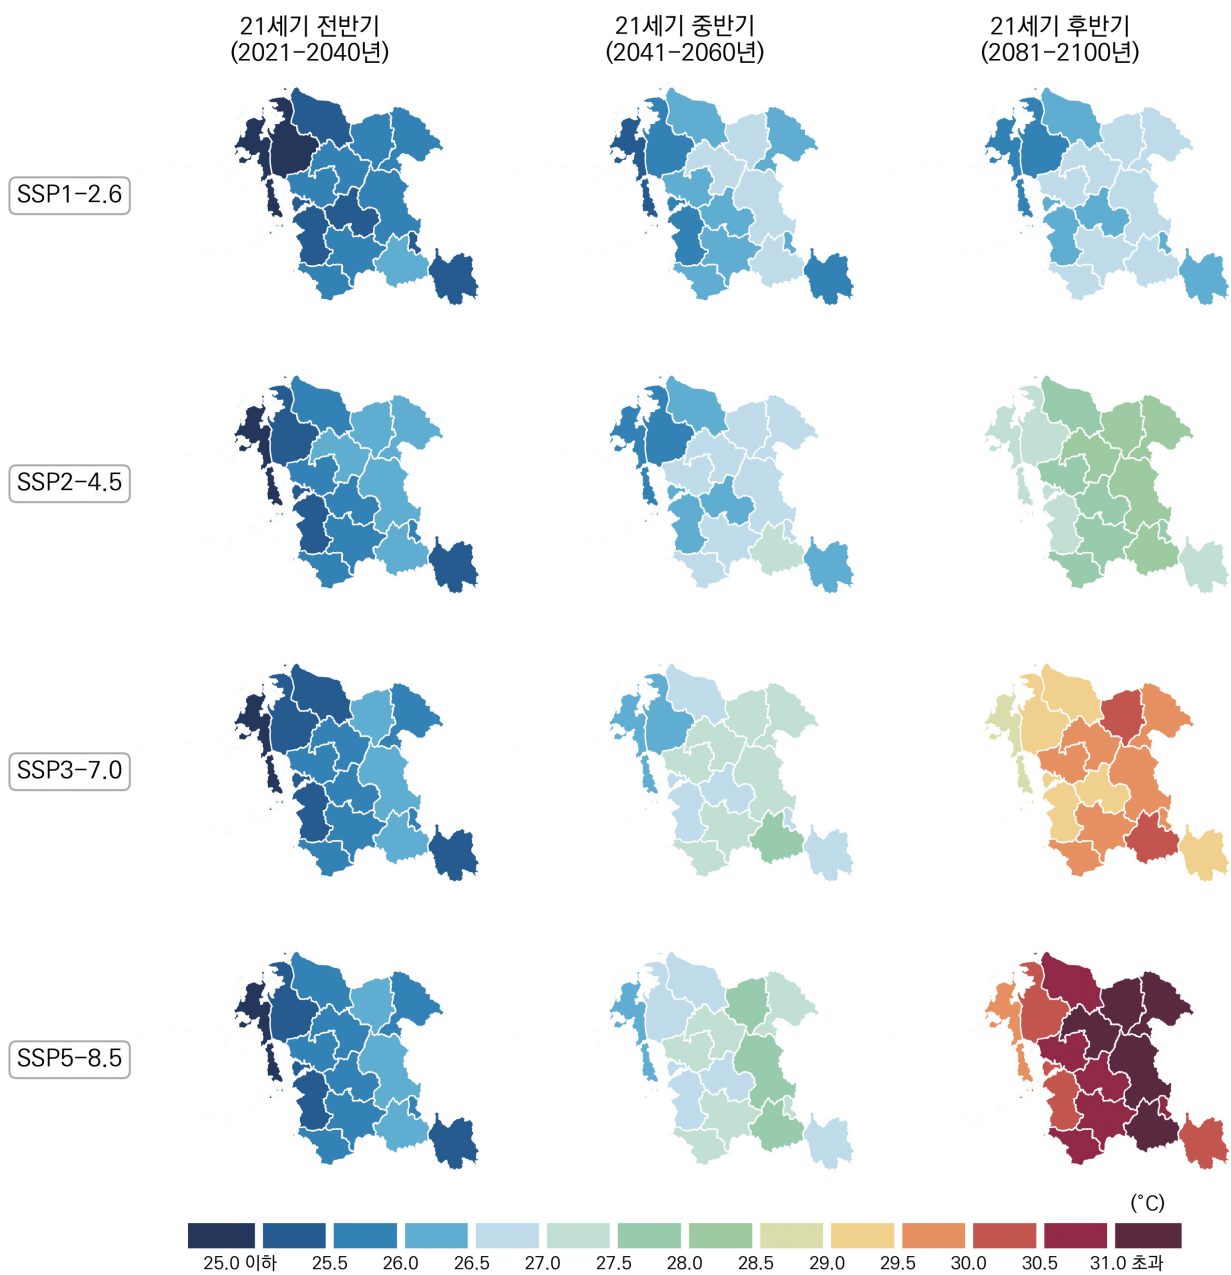 21세기 전반기
(2021-2040년)
21세기 중반기
(2041-2060년)
21세기 후반기
(2081-2100년)
SSP1-2.6
SSP2-4.5
SSP3-7.0
SSP5-8.5
(°C)
25.0 이하 25.5 26.0 26.5 27.0 27.5 28.0 28.5 29.0 29.5 30.0 30.5 31.0 초과